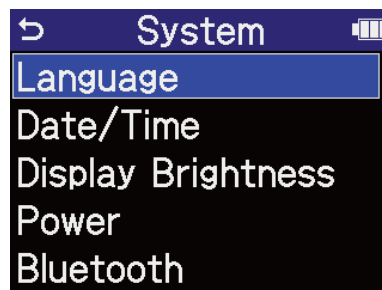 System
Language
Date/Time
Display Brightness
Power
Bluetooth